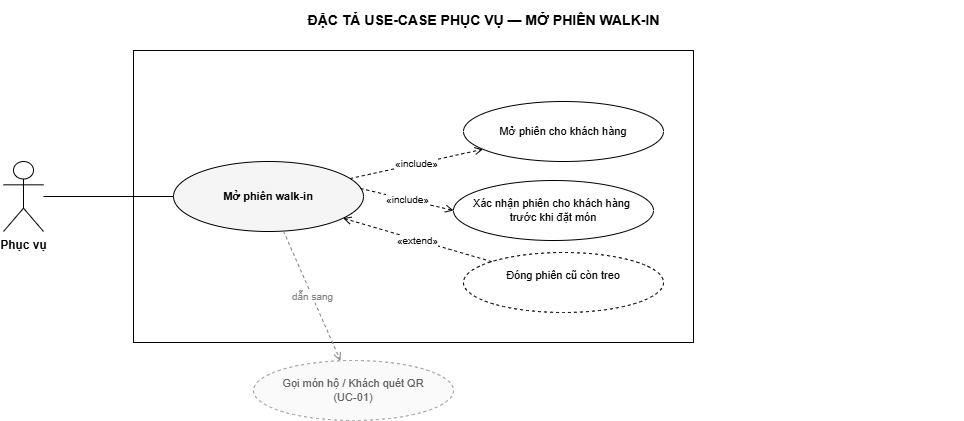 ĐẶC TẢ USE-CASE PHỤC VỤ — MỞ PHIÊN WALK-IN
Mở phiên cho khách hàng
«include»
Mở phiên walk-in
«include»
Xác nhận phiên cho khách hàng
trước khi đặt món
«extend»
Phục vụ
Đóng phiên cũ còn treo
dẫn sang
Gọi món hộ / Khách quét QR
(UC-01)